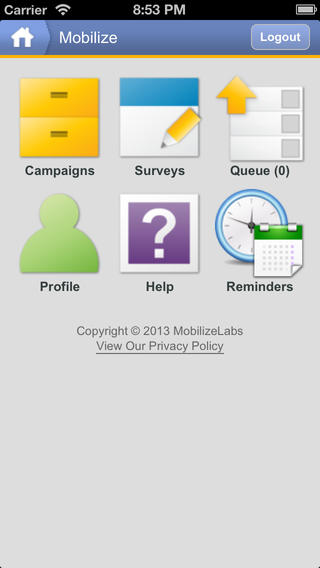 Carrier 8:53 PM
Mobilize Logout
Campaigns Surveys Queue (0)
?
Profile Help Reminders
Copyright © 2013 MobilizeLabs
View Our Privacy Policy